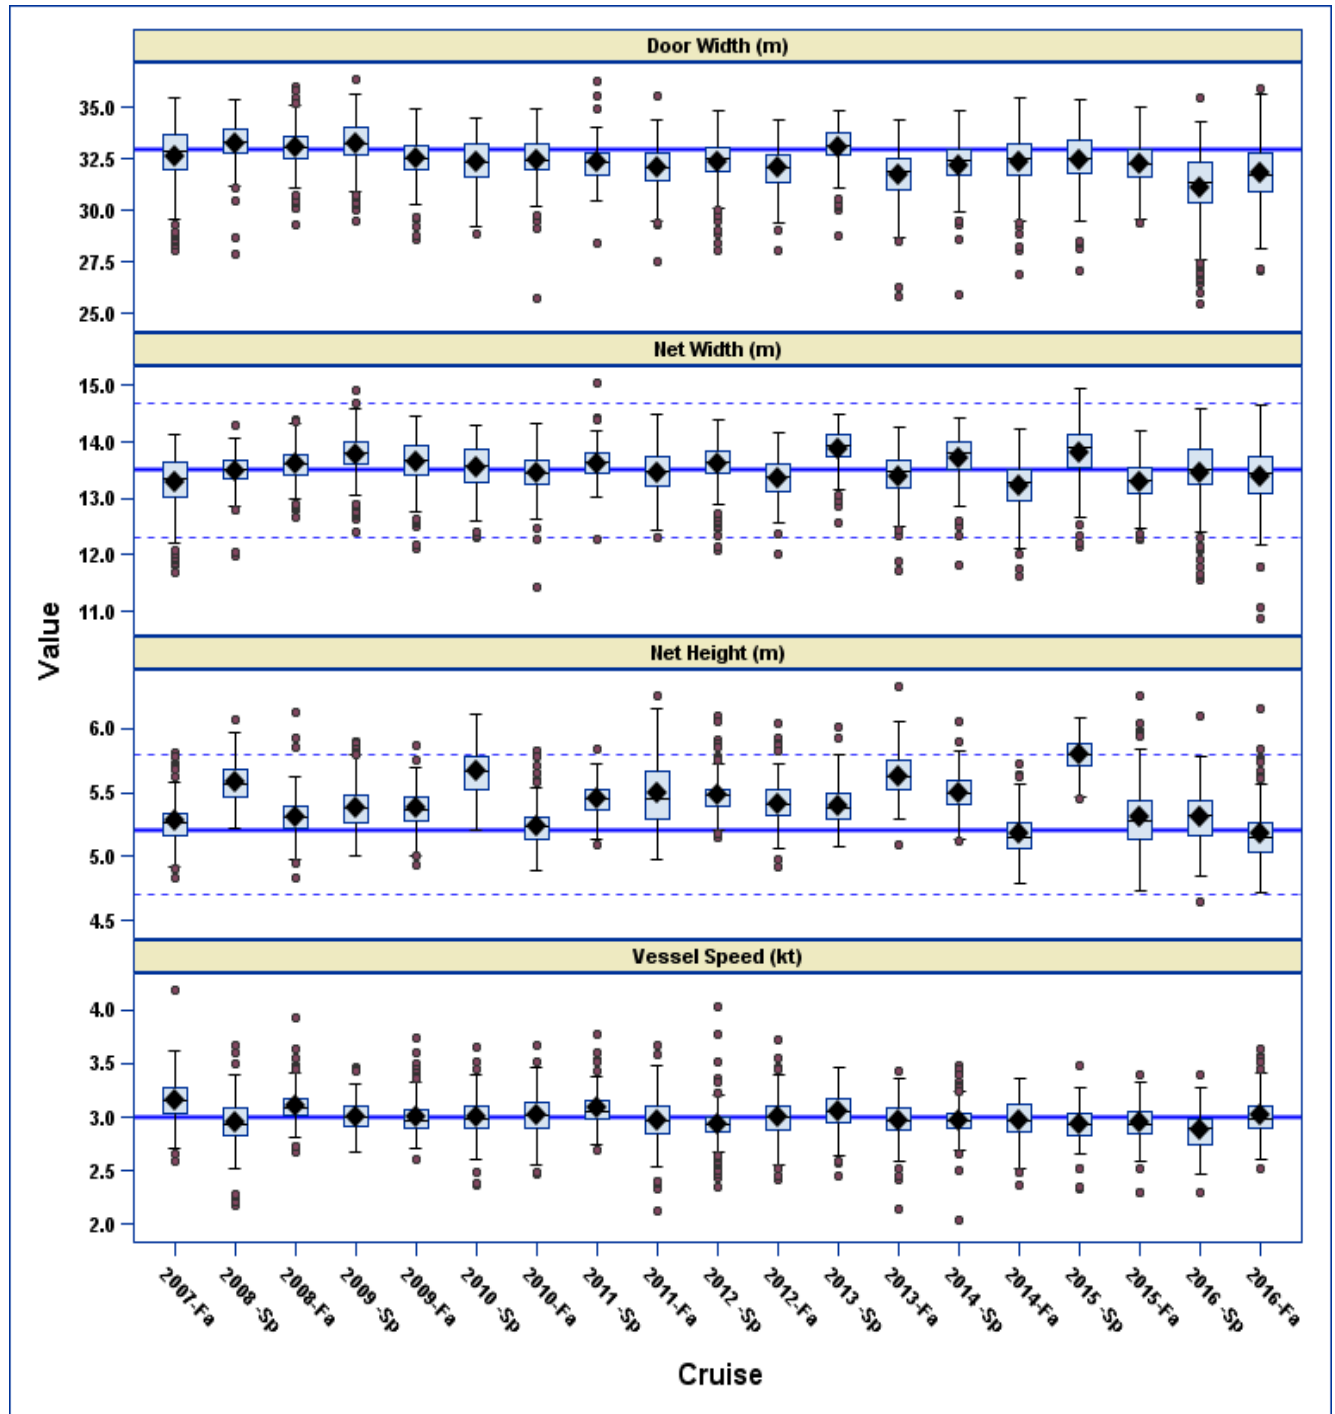 Door Width (m)
35.0
32.5
30.0
27.5
25.0
Net Width (m)
15.0
14.0
13.0
12.0
11.0
Net Height (m)
6.0
5.5
5.0
4.5
Vessel Speed (kt)
4.0
3.5
3.0
2.5
2.0
Value
2007-Fa
2008-Sp
2008-Fa
2009-Sp
2009-Fa
2010-Sp
2010-Fa
2011-Sp
2011-Fa
2012-Sp
2012-Fa
2013-Sp
2013-Fa
2014-Sp
2014-Fa
2015-Sp
2015-Fa
2016-Sp
2016-Fa
Cruise